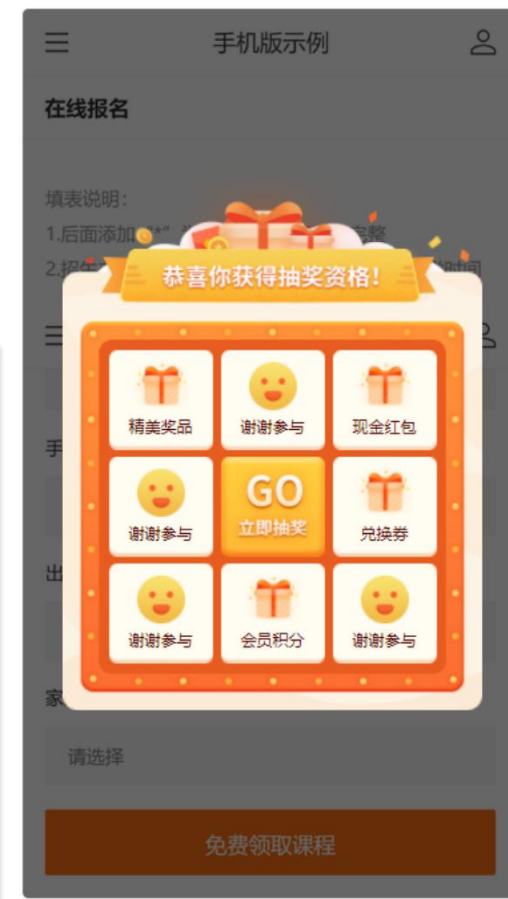 手机版示例
在线报名
填表说明：
1.后面添加"*"
完整
2.招生
时间
恭喜你获得抽奖资格！
精美奖品
谢谢参与
现金红包
手
谢谢参与
GO
立即抽奖
兑换券
出
谢谢参与
会员积分
谢谢参与
家
请选择
免费领取课程